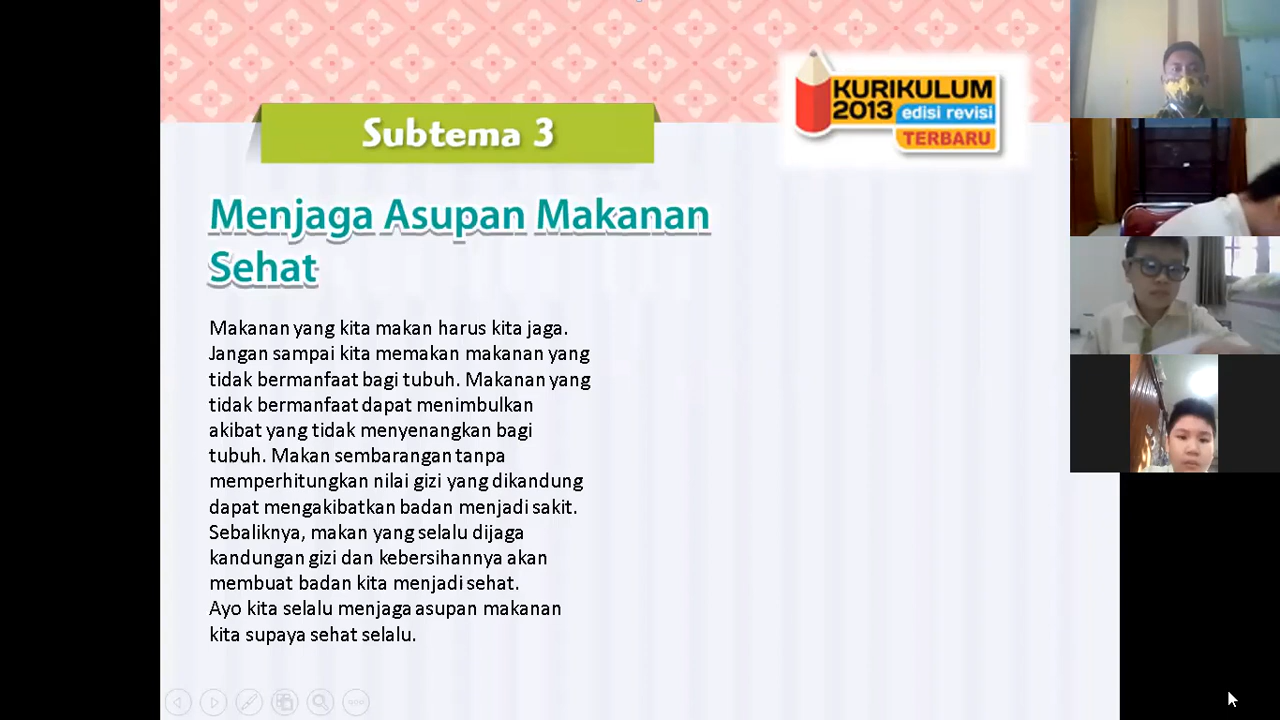 KURIKULUM
2013 edisi revisi
TERBARU
Subtema 3
Menjaga Asupan Makanan
Sehat
Makanan yang kita makan harus kita jaga.
Jangan sampai kita memakan makanan yang
tidak bermanfaat bagi tubuh. Makanan yang
tidak bermanfaat dapat menimbulkan
akibat yang tidak menyenangkan bagi
tubuh. Makan sembarangan tanpa
memperhitungkan nilai gizi yang dikandung
dapat mengakibatkan badan menjadi sakit.
Sebaliknya, makan yang selalu dijaga
kandungan gizi dan kebersihannya akan
membuat badan kita menjadi sehat.
Ayo kita selalu menjaga asupan makanan
kita supaya sehat selalu.